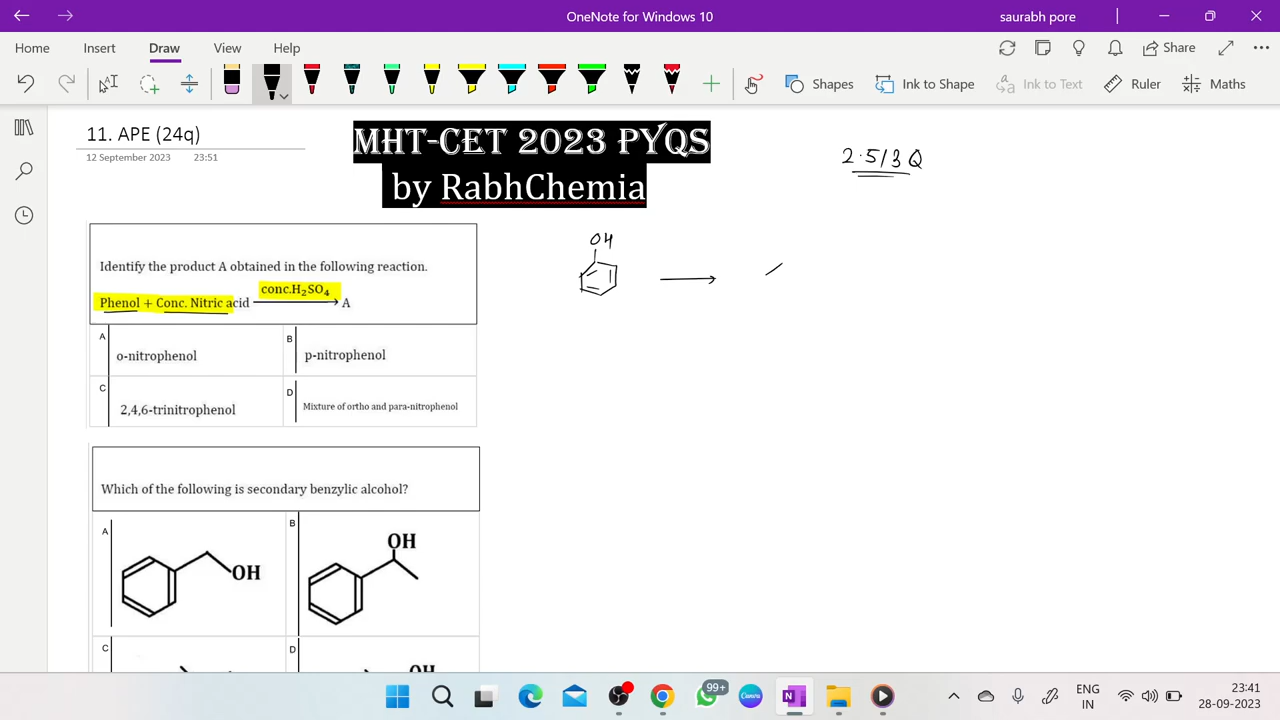 OneNote for Windows 10
saurabh pore
Home Insert Draw View Help
Share
Shapes Ink to Shape Ink to Text Ruler Maths
11. APE (24q)
12 September 2023 23:51
MHT-CET 2023 PYQS
by RabhChemia
2.5/3 Q
Identify the product A obtained in the following reaction.
conc.H₂SO₄
Phenol + Conc. Nitric acid → A
A o-nitrophenol
B p-nitrophenol
C 2,4,6-trinitrophenol
D Mixture of ortho and para-nitrophenol
OH
Which of the following is secondary benzylic alcohol?
A OH
B OH
C
D OH
99+
Canva
ENG
IN
23:41
28-09-2023